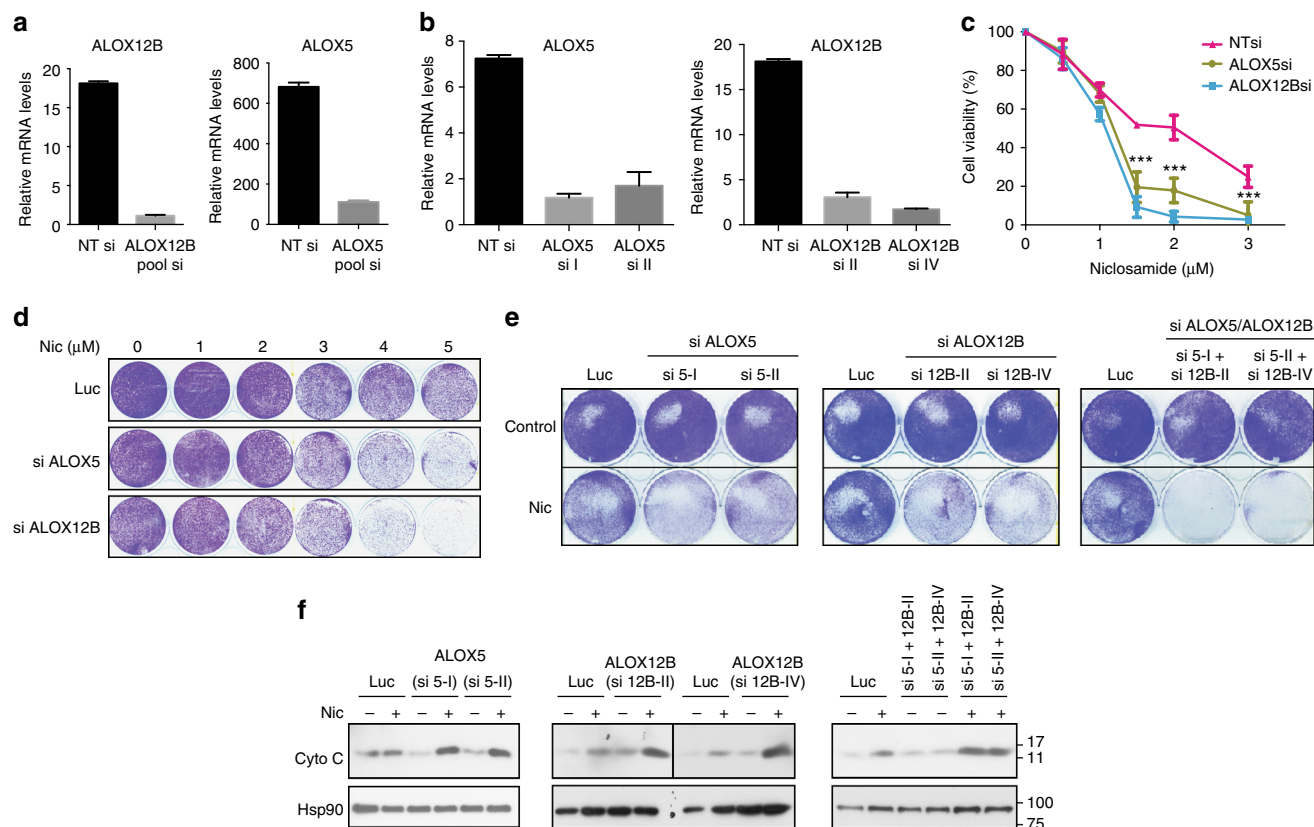 a
ALOX12B
Relative mRNA levels
20
15
10
5
0
NT si
ALOX12B
pool si
ALOX5
Relative mRNA levels
800
600
400
200
0
NT si
ALOX5
pool si
b
ALOX5
Relative mRNA levels
8
6
4
2
0
NT si
ALOX5
si I
ALOX5
si II
ALOX12B
Relative mRNA levels
20
15
10
5
0
NT si
ALOX12B
si II
ALOX12B
si IV
c
Cell viability (%)
100
80
60
40
20
0
NTsi
ALOX5si
ALOX12Bsi
***
***
***
0
1
2
3
Niclosamide (μM)
d
Nic (μM)
0
1
2
3
4
5
Luc
si ALOX5
si ALOX12B
e
si ALOX5
Luc
si 5-I
si 5-II
si ALOX12B
Luc
si 12B-II
si 12B-IV
si ALOX5/ALOX12B
Luc
si 5-I +
si 12B-II
si 5-II +
si 12B-IV
Control
Nic
f
Luc
ALOX5
(si 5-I)
(si 5-II)
Luc
ALOX12B
(si 12B-II)
Luc
ALOX12B
(si 12B-IV)
Luc
si 5-I + 12B-II
si 5-II + 12B-IV
si 5-I + 12B-II
si 5-II + 12B-IV
Nic
– + – + – +
– + – + – + – +
– + – – + +
Cyto C
17
11
Hsp90
100
75